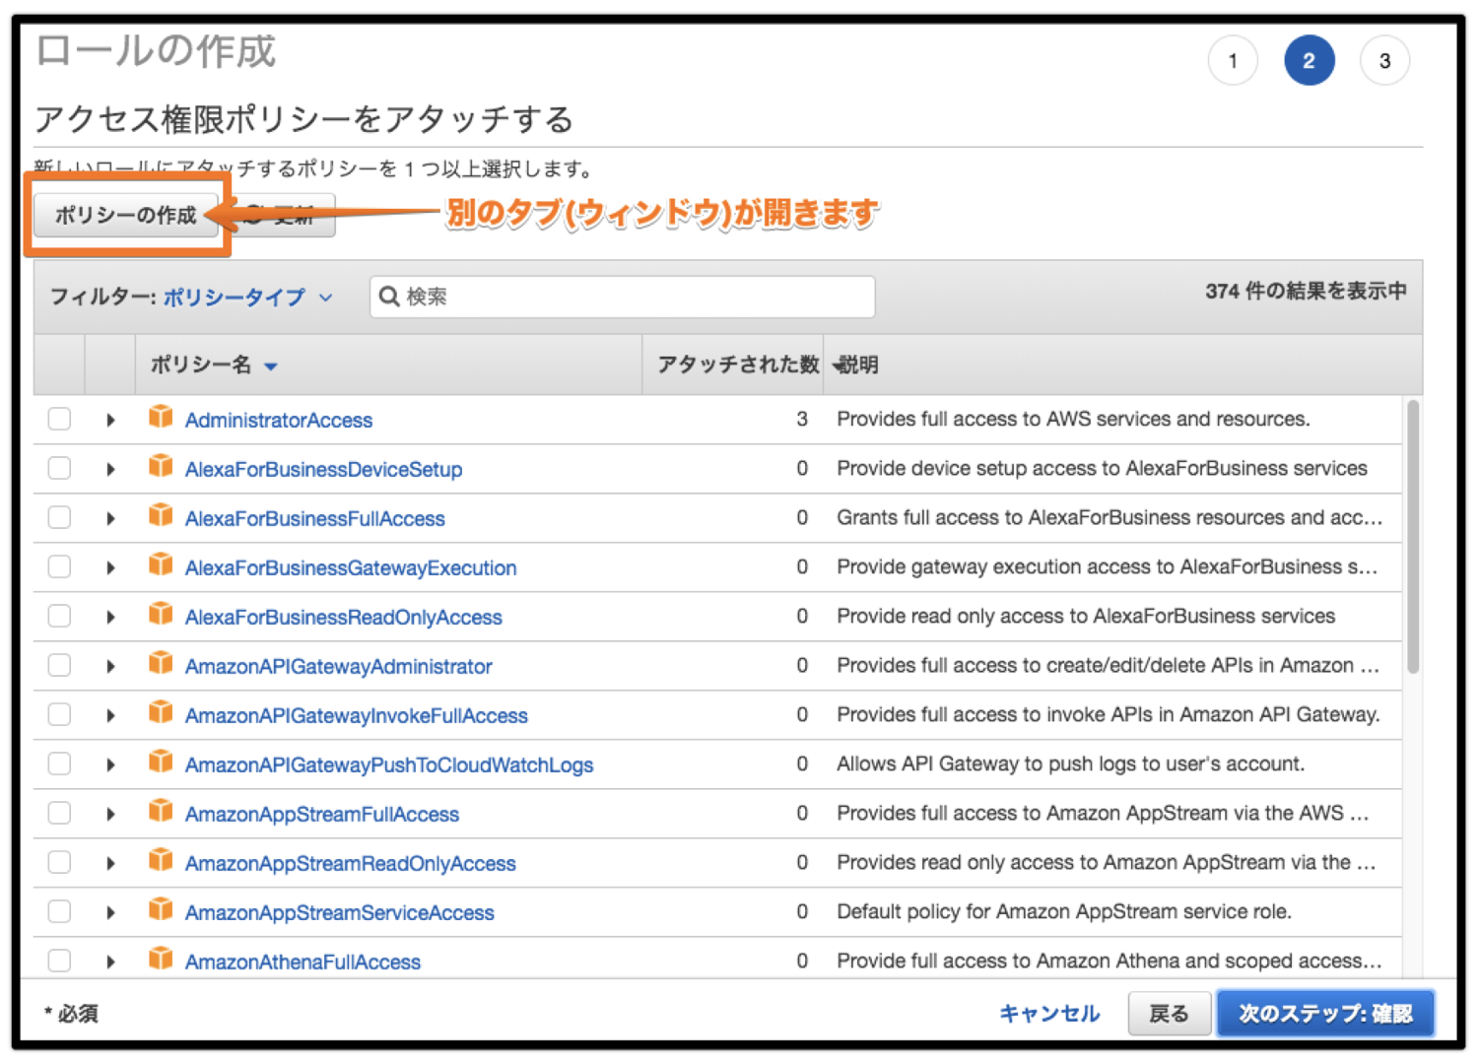 ロールの作成
1 2 3
アクセス権限ポリシーをアタッチする
新しいロールにアタッチするポリシーを 1 つ以上選択します。
ポリシーの作成 更新 別のタブ(ウィンドウ)が開きます
フィルター: ポリシータイプ 検索 374 件の結果を表示中
ポリシー名 アタッチされた数 説明
AdministratorAccess 3 Provides full access to AWS services and resources.
AlexaForBusinessDeviceSetup 0 Provide device setup access to AlexaForBusiness services
AlexaForBusinessFullAccess 0 Grants full access to AlexaForBusiness resources and acc...
AlexaForBusinessGatewayExecution 0 Provide gateway execution access to AlexaForBusiness s...
AlexaForBusinessReadOnlyAccess 0 Provide read only access to AlexaForBusiness services
AmazonAPIGatewayAdministrator 0 Provides full access to create/edit/delete APIs in Amazon ...
AmazonAPIGatewayInvokeFullAccess 0 Provides full access to invoke APIs in Amazon API Gateway.
AmazonAPIGatewayPushToCloudWatchLogs 0 Allows API Gateway to push logs to user's account.
AmazonAppStreamFullAccess 0 Provides full access to Amazon AppStream via the AWS ...
AmazonAppStreamReadOnlyAccess 0 Provides read only access to Amazon AppStream via the ...
AmazonAppStreamServiceAccess 0 Default policy for Amazon AppStream service role.
AmazonAthenaFullAccess 0 Provide full access to Amazon Athena and scoped access...
* 必須 キャンセル 戻る 次のステップ: 確認